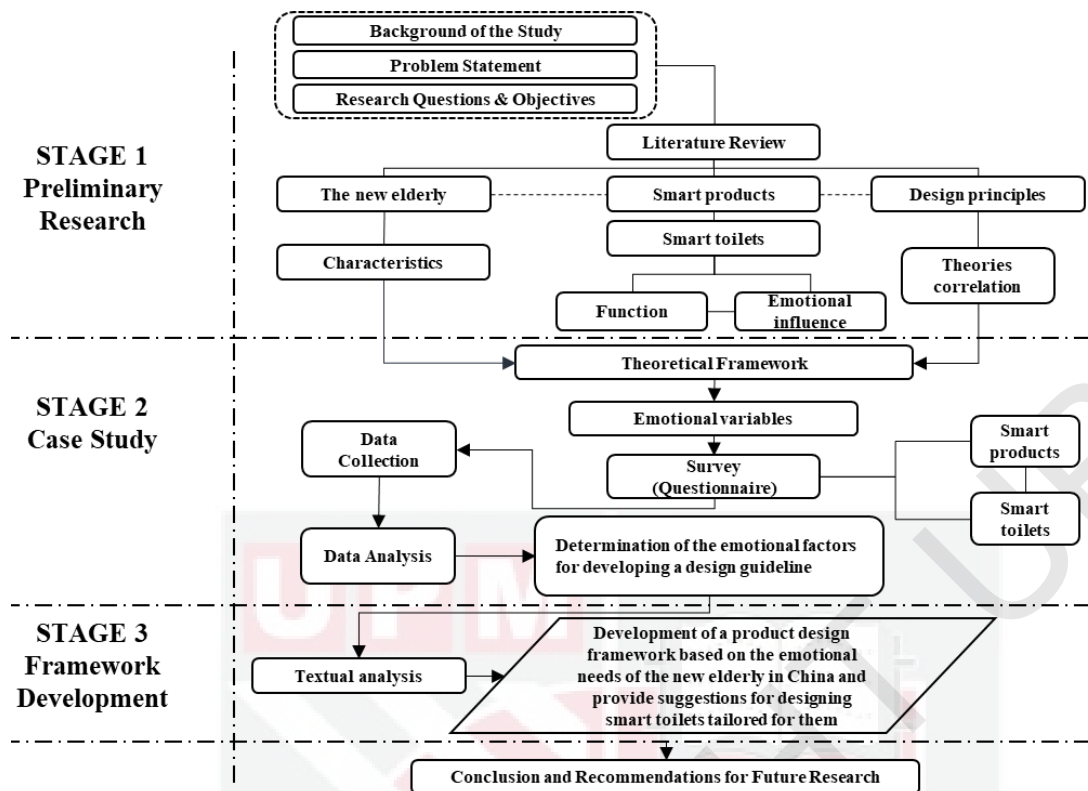 Background of the Study
Problem Statement
Research Questions & Objectives
STAGE 1
Preliminary
Research
Literature Review
The new elderly
Smart products
Design principles
Smart toilets
Characteristics
Theories
correlation
Function
Emotional
influence
Theoretical Framework
STAGE 2
Case Study
Emotional variables
Data
Collection
Survey
(Questionnaire)
Smart
products
Smart
toilets
Data Analysis
Determination of the emotional factors
for developing a design guideline
UPM
STAGE 3
Framework
Development
Textual analysis
Development of a product design
framework based on the emotional
needs of the new elderly in China and
provide suggestions for designing
smart toilets tailored for them
Conclusion and Recommendations for Future Research